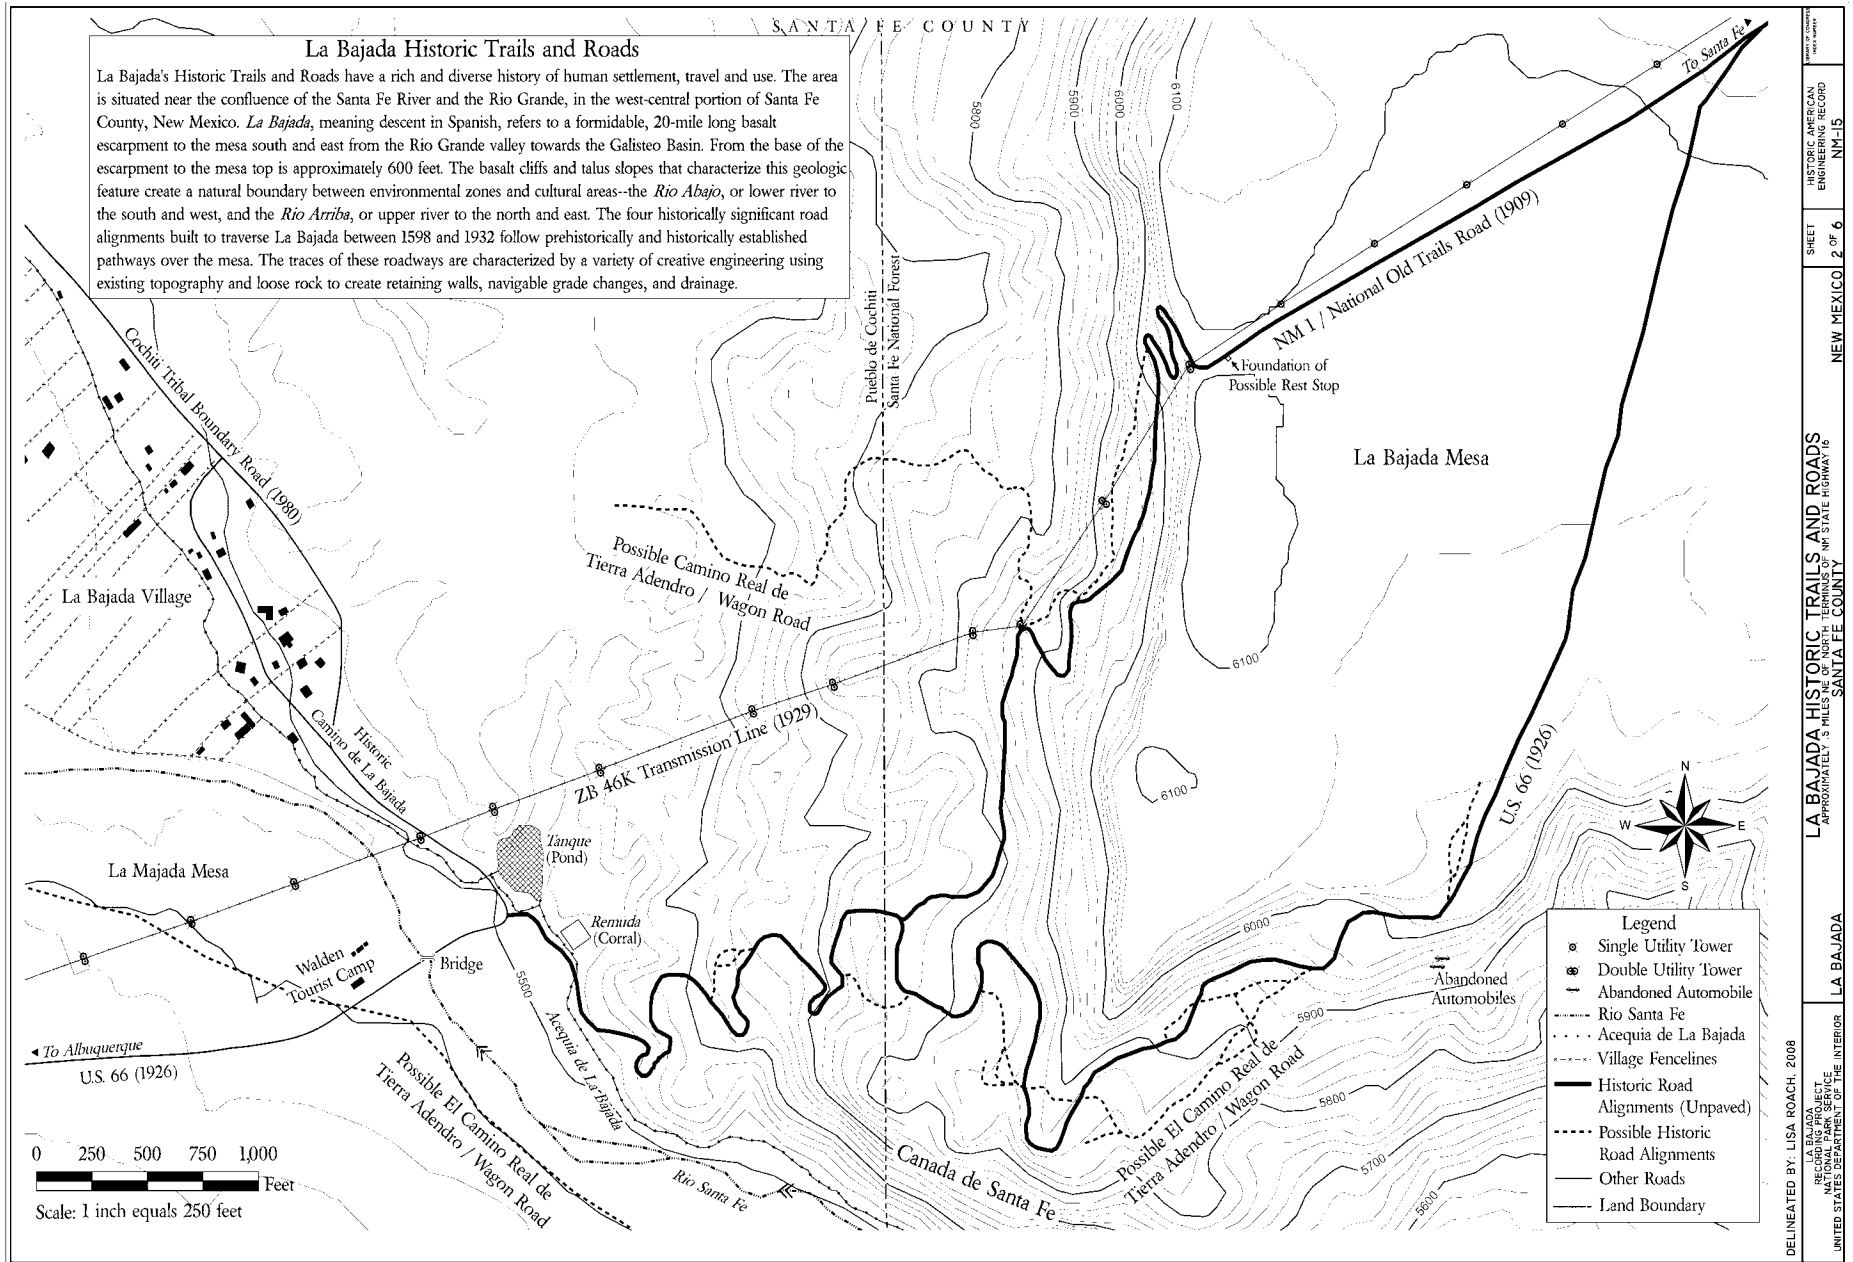 SANTA FE COUNTY
La Bajada Historic Trails and Roads
La Bajada's Historic Trails and Roads have a rich and diverse history of human settlement, travel and use. The area
is situated near the confluence of the Santa Fe River and the Rio Grande, in the west-central portion of Santa Fe
County, New Mexico. La Bajada, meaning descent in Spanish, refers to a formidable, 20-mile long basalt
escarpment to the mesa south and east from the Rio Grande valley towards the Galisteo Basin. From the base of the
escarpment to the mesa top is approximately 600 feet. The basalt cliffs and talus slopes that characterize this geologic
feature create a natural boundary between environmental zones and cultural areas--the Rio Abajo, or lower river to
the south and west, and the Rio Arriba, or upper river to the north and east. The four historically significant road
alignments built to traverse La Bajada between 1598 and 1932 follow prehistorically and historically established
pathways over the mesa. The traces of these roadways are characterized by a variety of creative engineering using
existing topography and loose rock to create retaining walls, navigable grade changes, and drainage.
5800
5900
6000
6100
To Santa Fe
NM 1 / National Old Trails Road (1909)
Foundation of
Possible Rest Stop
Pueblo de Cochiti
Santa Fe National Forest
Cochiti Tribal Boundary Road (1980)
La Bajada Mesa
Possible Camino Real de
Tierra Adendro / Wagon Road
La Bajada Village
6100
Historic
Camino de La Bajada
ZB 46K Transmission Line (1929)
6100
U.S. 66 (1926)
N
W
E
S
Tanque
(Pond)
La Majada Mesa
Remuda
(Corral)
Walden
Tourist Camp
Bridge
5500
Acequia de La Bajada
6000
Abandoned
Automobiles
5900
5800
5700
5600
To Albuquerque
U.S. 66 (1926)
Possible El Camino Real de
Tierra Adendro / Wagon Road
Possible El Camino Real de
Tierra Adendro / Wagon Road
Rio Santa Fe
Canada de Santa Fe
0 250 500 750 1,000
Feet
Scale: 1 inch equals 250 feet
Legend
Single Utility Tower
Double Utility Tower
Abandoned Automobile
Rio Santa Fe
Acequia de La Bajada
Village Fencelines
Historic Road
Alignments (Unpaved)
Possible Historic
Road Alignments
Other Roads
Land Boundary
LIBRARY OF CONGRESS
INDEX NUMBER
HISTORIC AMERICAN
ENGINEERING RECORD
NM-15
SHEET
2 OF 6
NEW MEXICO
LA BAJADA HISTORIC TRAILS AND ROADS
APPROXIMATELY .5 MILES NE OF NORTH TERMINUS OF NM STATE HIGHWAY 16
SANTA FE COUNTY
LA BAJADA
DELINEATED BY: LISA ROACH, 2008
LA BAJADA
RECORDING PROJECT
NATIONAL PARK SERVICE
UNITED STATES DEPARTMENT OF THE INTERIOR